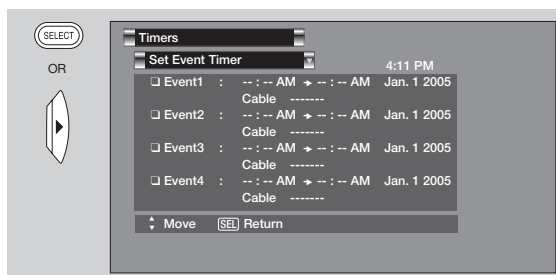 SELECT
OR
Timers
Set Event Timer
4:11 PM
❏ Event1 : -- : -- AM ➔ -- : -- AM Jan. 1 2005
Cable -------
❏ Event2 : -- : -- AM ➔ -- : -- AM Jan. 1 2005
Cable -------
❏ Event3 : -- : -- AM ➔ -- : -- AM Jan. 1 2005
Cable -------
❏ Event4 : -- : -- AM ➔ -- : -- AM Jan. 1 2005
Cable -------
Move SEL Return